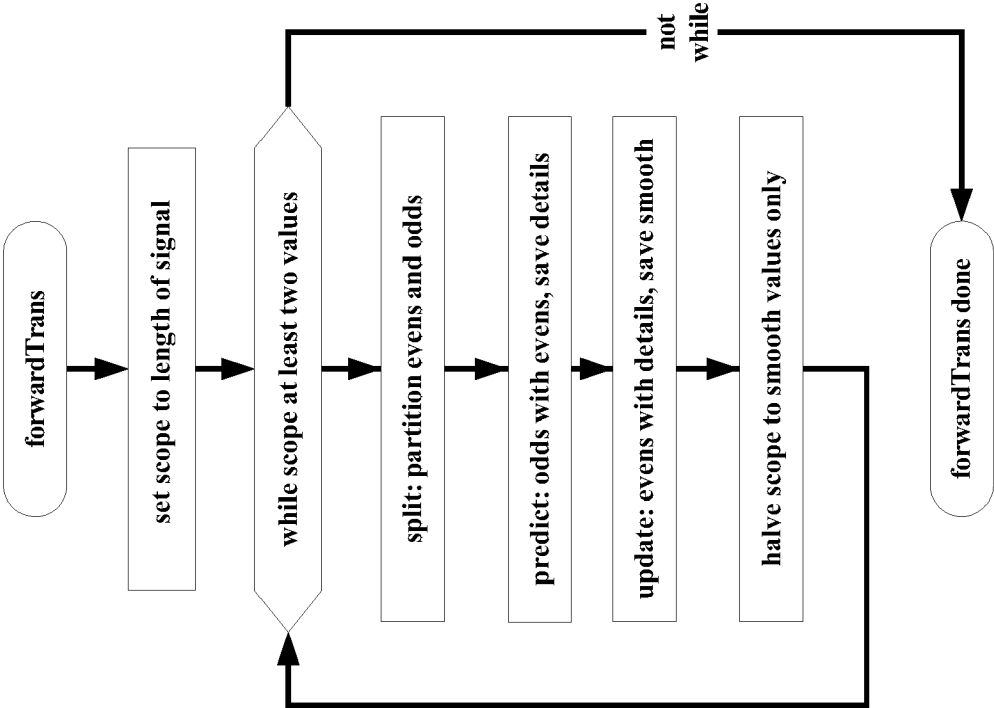 forwardTrans
set scope to length of signal
while scope at least two values
split: partition evens and odds
predict: odds with evens, save details
update: evens with details, save smooth
halve scope to smooth values only
not
while
forwardTrans done